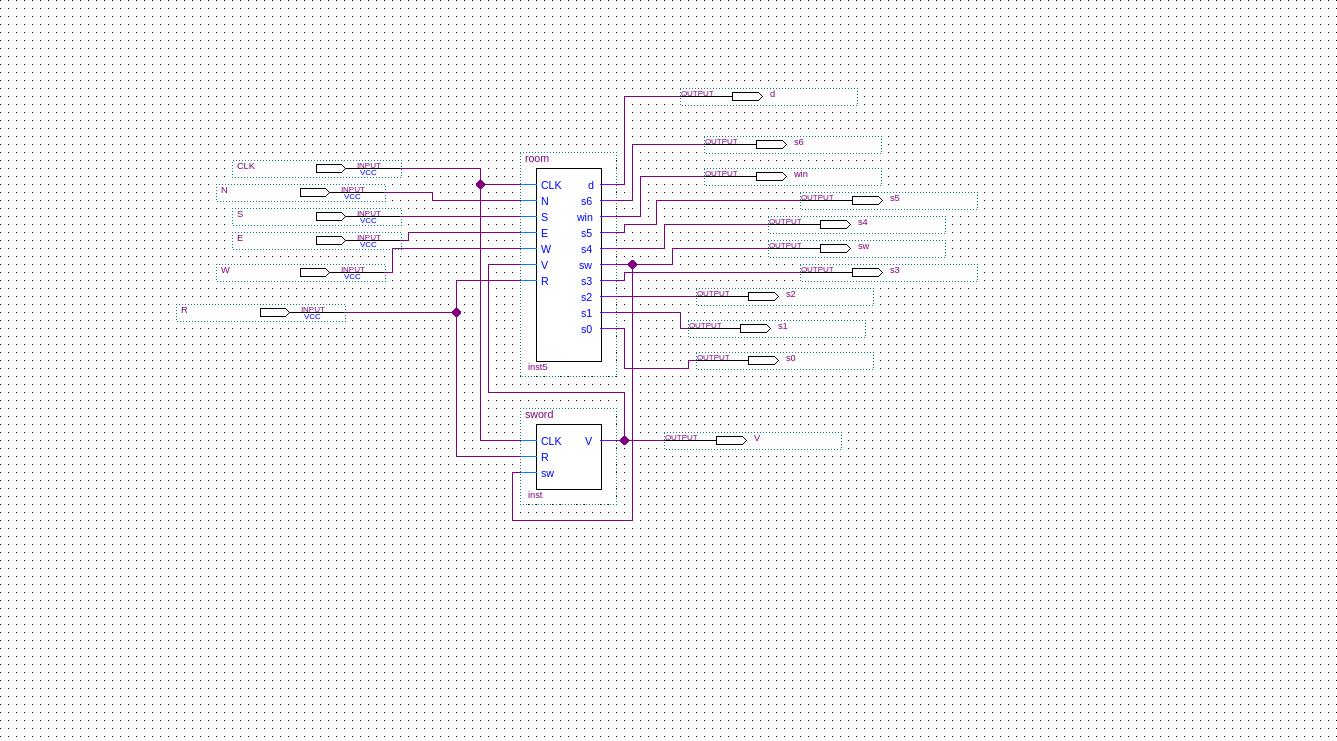 OUTPUT d
OUTPUT s6
room
CLK INPUT VCC
OUTPUT win
CLK d
N INPUT VCC
N s6
OUTPUT s5
S INPUT VCC
S win
OUTPUT s4
E INPUT VCC
E s5
OUTPUT sw
W s4
W INPUT VCC
V sw
OUTPUT s3
R s3
OUTPUT s2
s2
R INPUT VCC
s1
OUTPUT s1
s0
OUTPUT s0
inst5
sword
CLK V
OUTPUT V
R
sw
inst